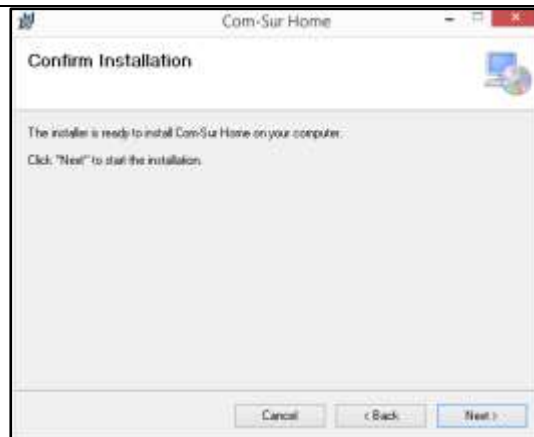 Com-Sur Home
Confirm Installation
The installer is ready to install Com-Sur Home on your computer.
Click "Next" to start the installation.
Cancel
< Back
Next >